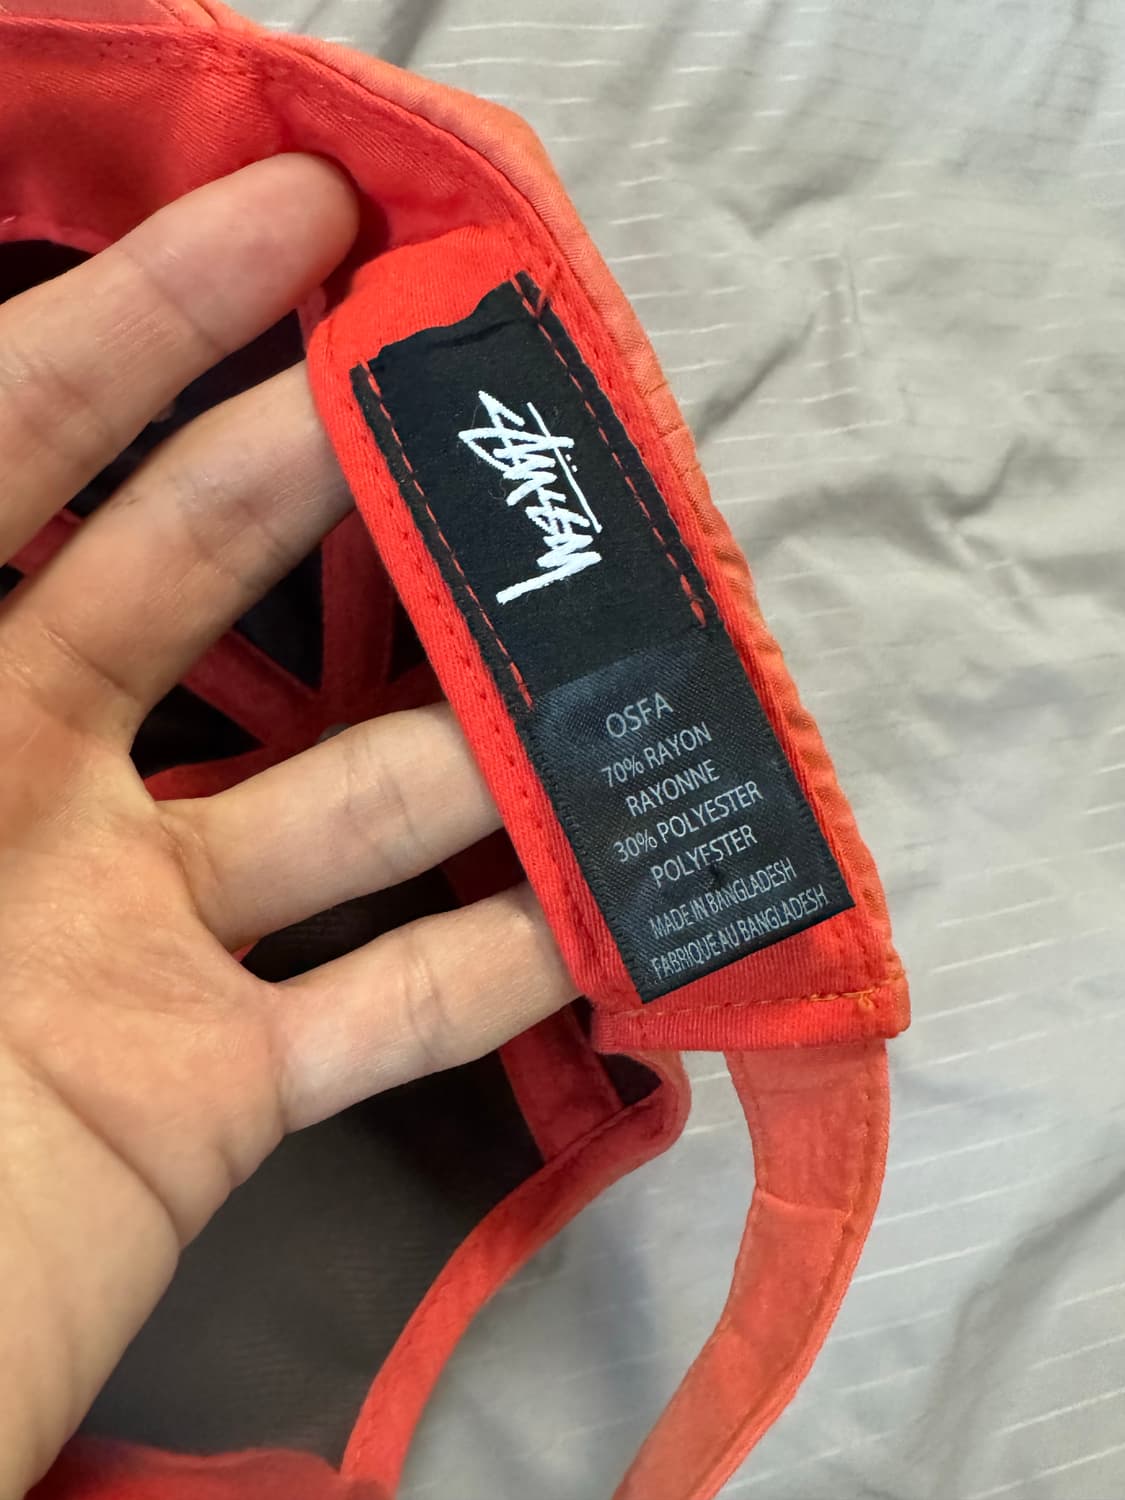 Stüssy
OSFA
70% RAYON
RAYONNE
30% POLYESTER
POLYESTER
MADE IN BANGLADESH
FABRIQUE AU BANGLADESH